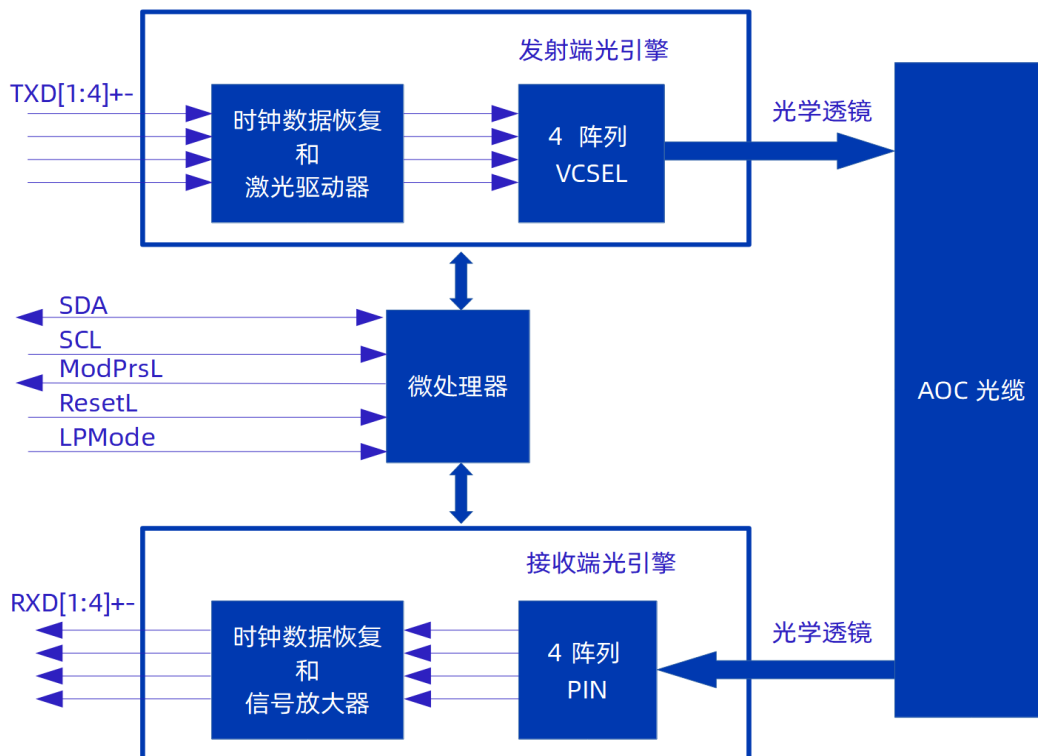 发射端光引擎
TXD[1:4]+-
时钟数据恢复
和
激光驱动器
4 阵列
VCSEL
光学透镜
SDA
SCL
ModPrsL
ResetL
LPMode
微处理器
AOC 光缆
接收端光引擎
RXD[1:4]+-
时钟数据恢复
和
信号放大器
4 阵列
PIN
光学透镜